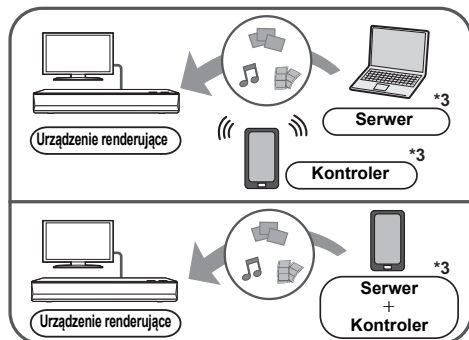 *3
Serwer
Urządzenie renderujące
*3
Kontroler
*3
Serwer
+
Kontroler
Urządzenie renderujące